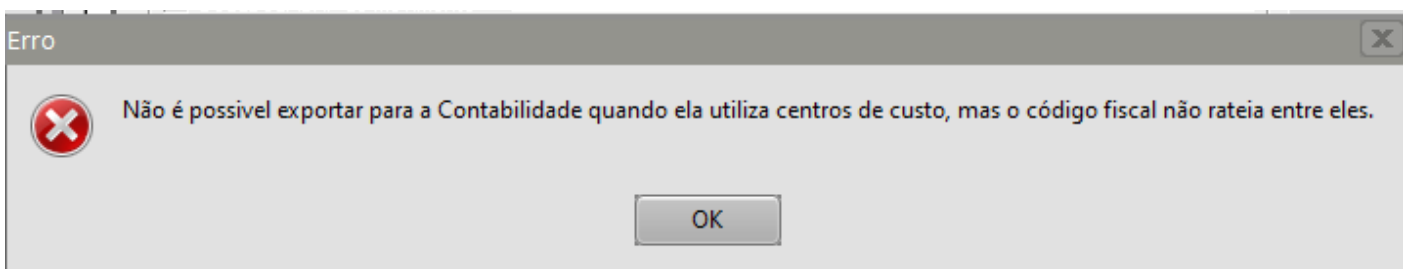 Erro
Não é possivel exportar para a Contabilidade quando ela utiliza centros de custo, mas o código fiscal não rateia entre eles.
OK